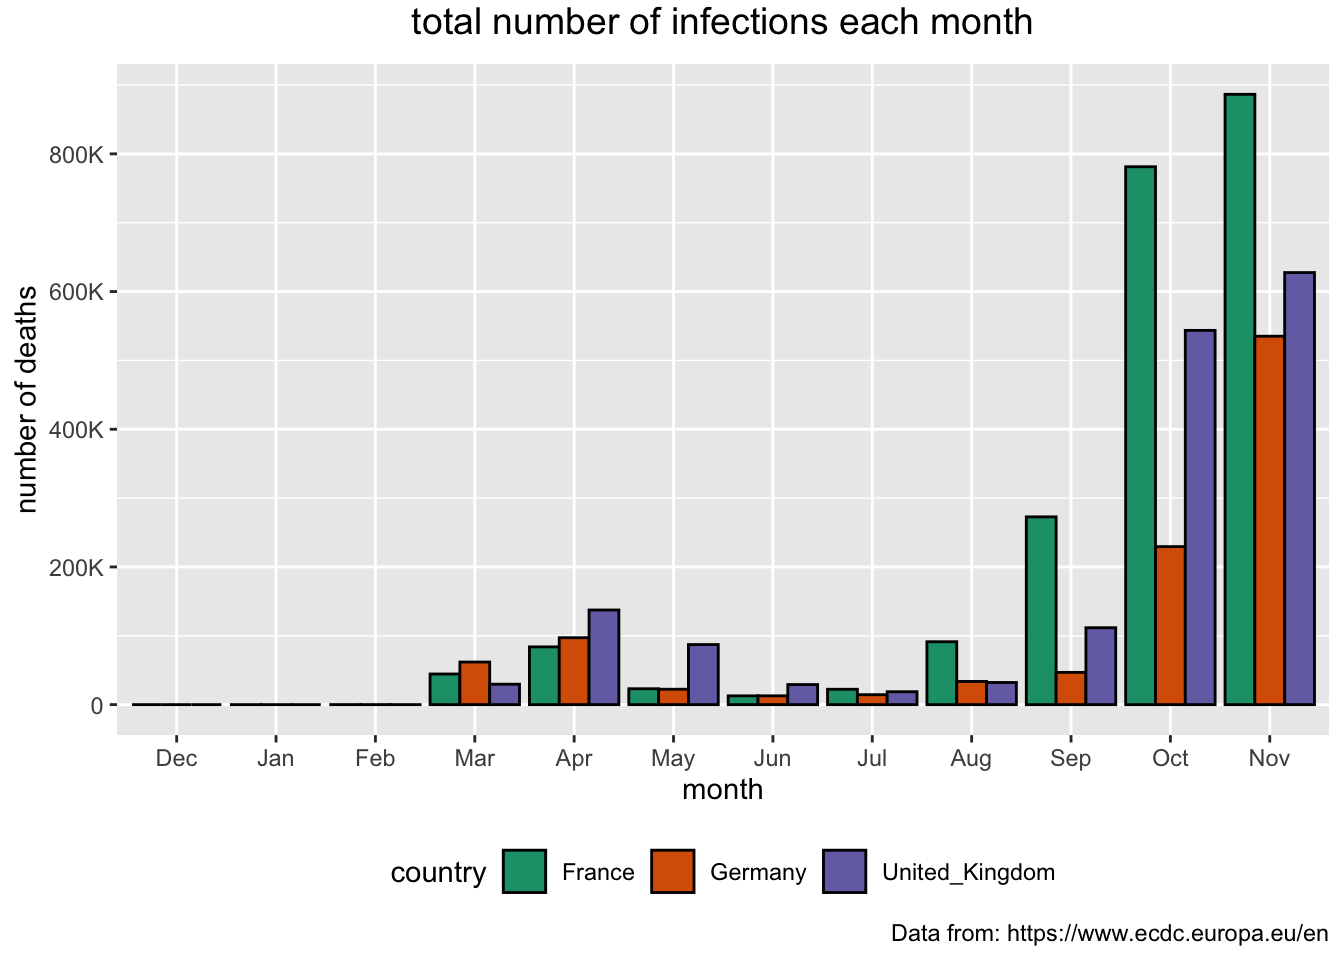 total number of infections each month
number of deaths
800K
600K
400K
200K
0
Dec Jan Feb Mar Apr May Jun Jul Aug Sep Oct Nov
month
country France Germany United_Kingdom
Data from: https://www.ecdc.europa.eu/en